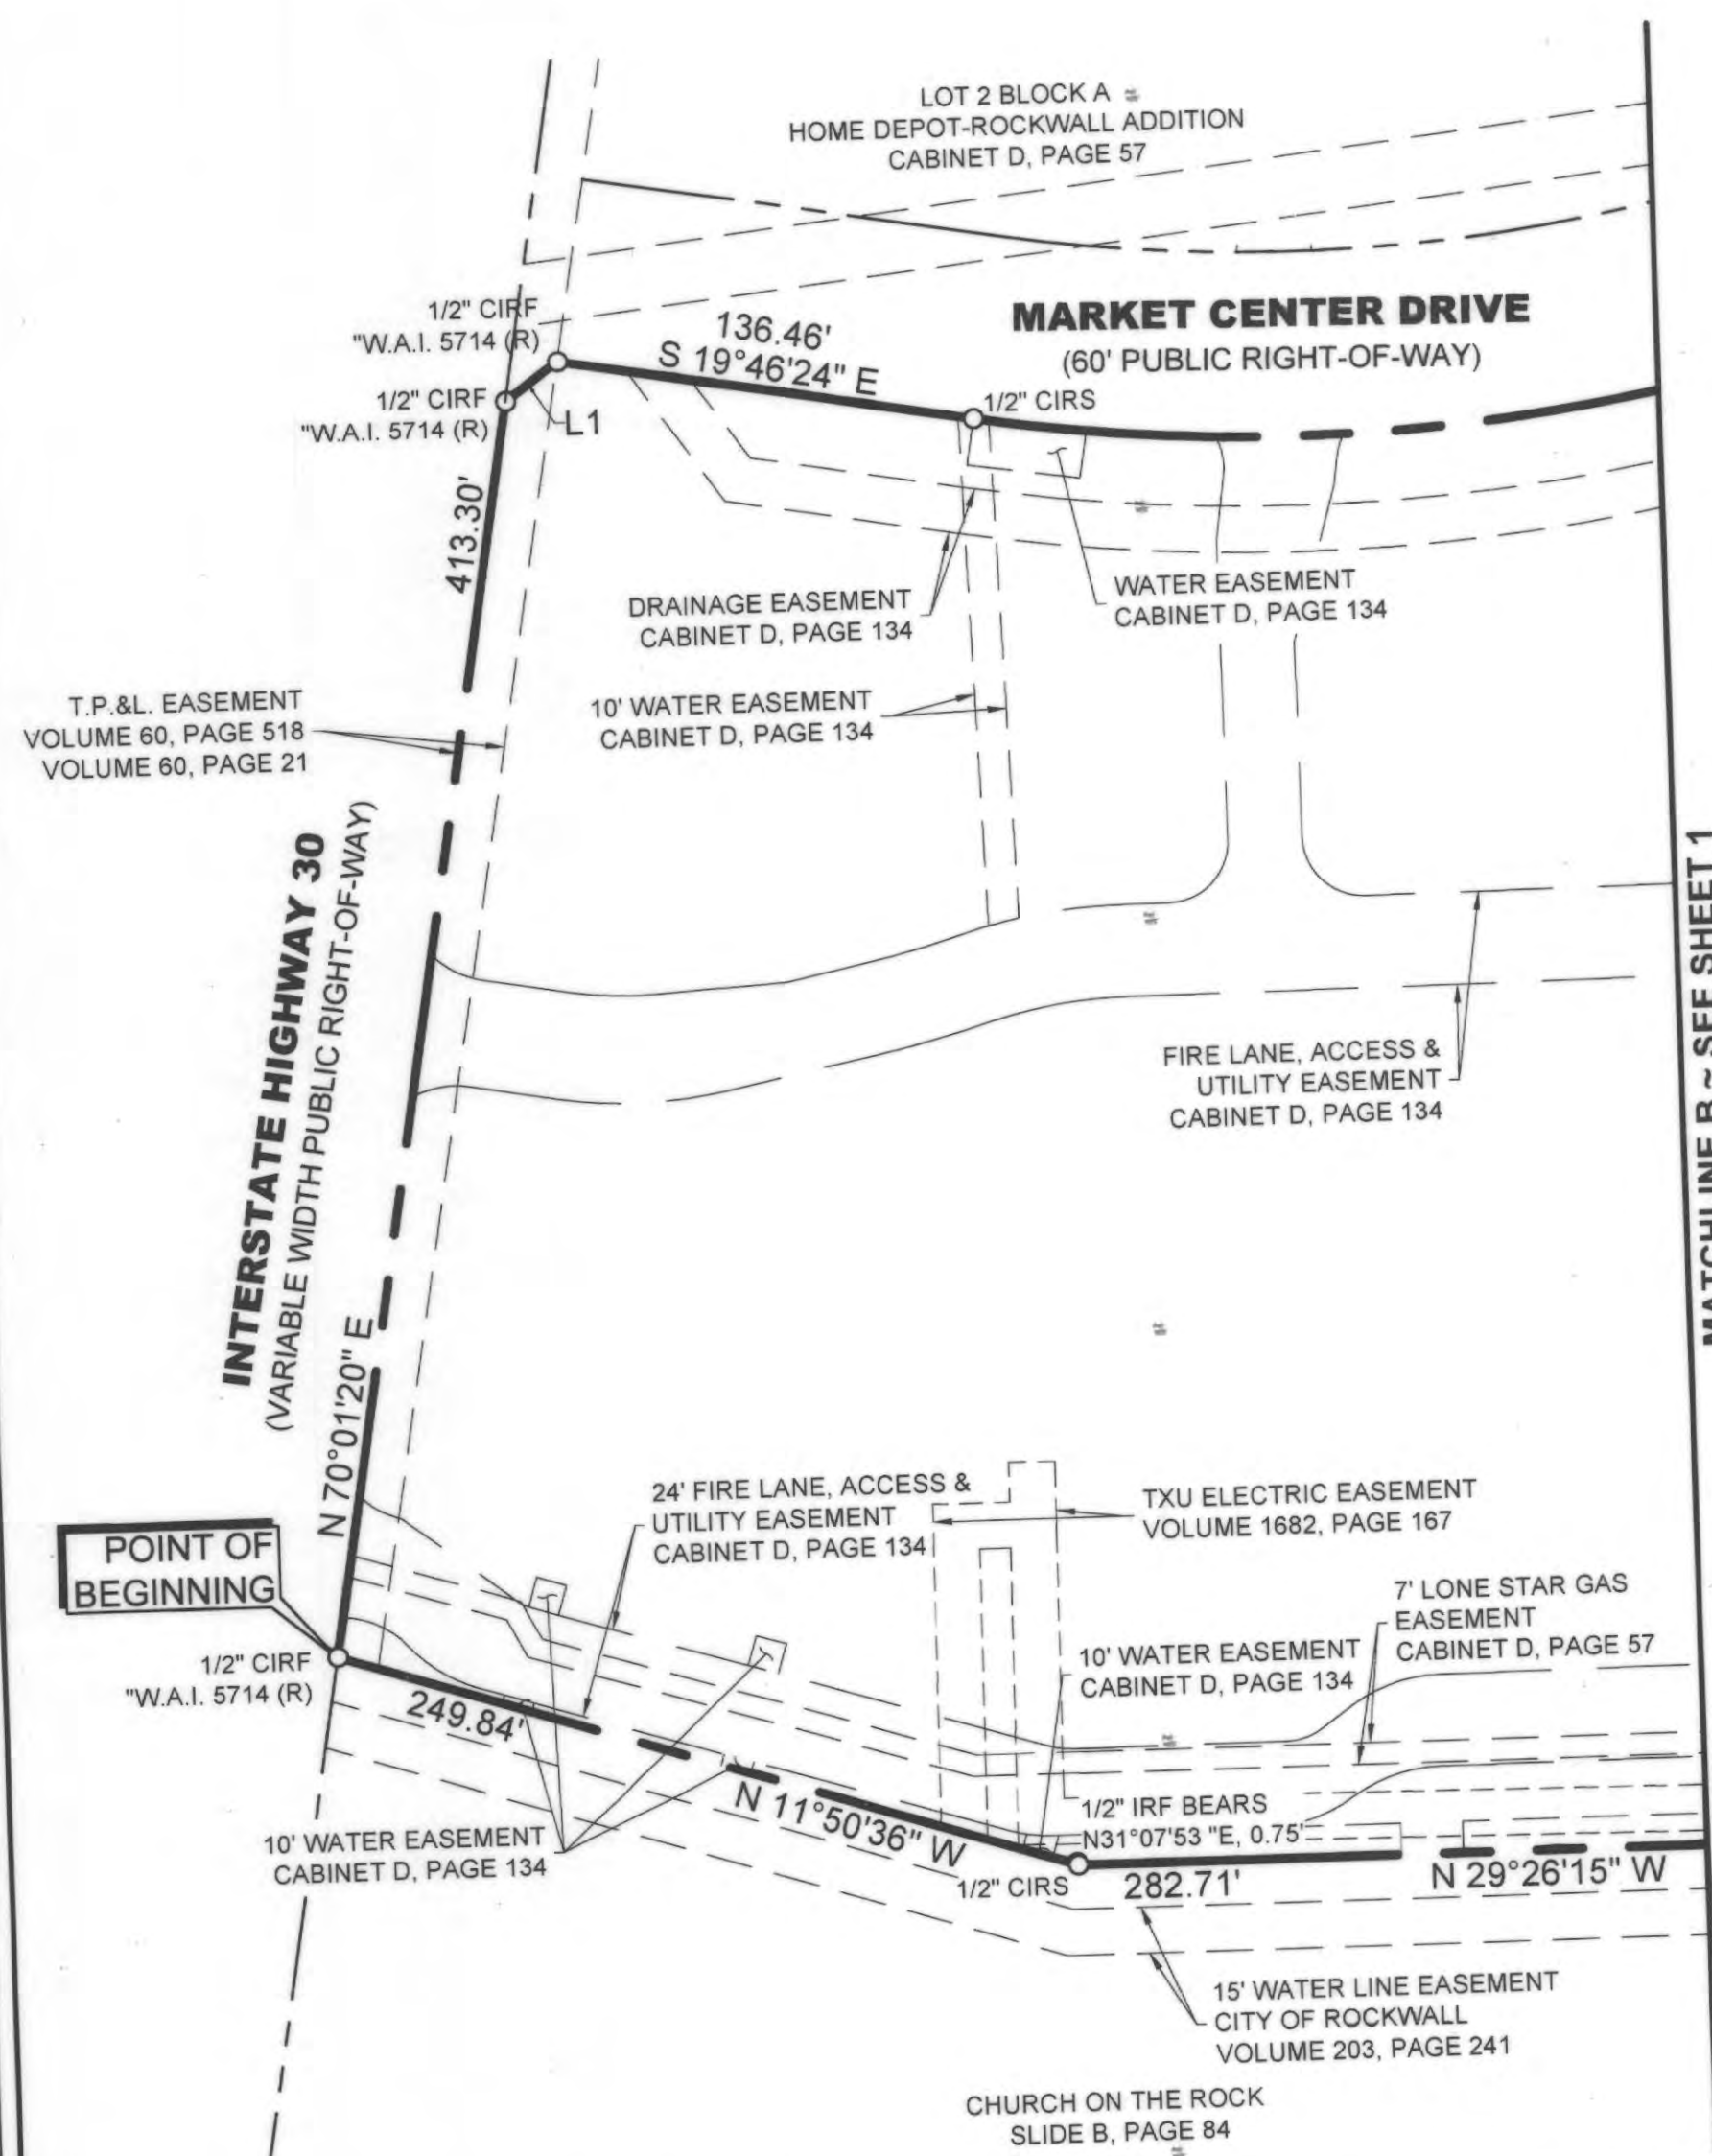 LOT 2 BLOCK A
HOME DEPOT-ROCKWALL ADDITION
CABINET D, PAGE 57
1/2" CIRF
"W.A.I. 5714 (R)
136.46'
S 19°46'24" E
MARKET CENTER DRIVE
(60' PUBLIC RIGHT-OF-WAY)
1/2" CIRF
"W.A.I. 5714 (R)
L1
1/2" CIRS
413.30'
DRAINAGE EASEMENT
CABINET D, PAGE 134
WATER EASEMENT
CABINET D, PAGE 134
T.P.&L. EASEMENT
VOLUME 60, PAGE 518
VOLUME 60, PAGE 21
10' WATER EASEMENT
CABINET D, PAGE 134
INTERSTATE HIGHWAY 30
(VARIABLE WIDTH PUBLIC RIGHT-OF-WAY)
MATCHLINE B ~ SEE SHEET 1
FIRE LANE, ACCESS &
UTILITY EASEMENT
CABINET D, PAGE 134
N 70°01'20" E
24' FIRE LANE, ACCESS &
UTILITY EASEMENT
CABINET D, PAGE 134
TXU ELECTRIC EASEMENT
VOLUME 1682, PAGE 167
POINT OF
BEGINNING
7' LONE STAR GAS
EASEMENT
CABINET D, PAGE 57
1/2" CIRF
"W.A.I. 5714 (R)
10' WATER EASEMENT
CABINET D, PAGE 134
249.84'
N 11°50'36" W
1/2" IRF BEARS
N31°07'53 "E, 0.75'
10' WATER EASEMENT
CABINET D, PAGE 134
1/2" CIRS
282.71'
N 29°26'15" W
15' WATER LINE EASEMENT
CITY OF ROCKWALL
VOLUME 203, PAGE 241
CHURCH ON THE ROCK
SLIDE B, PAGE 84